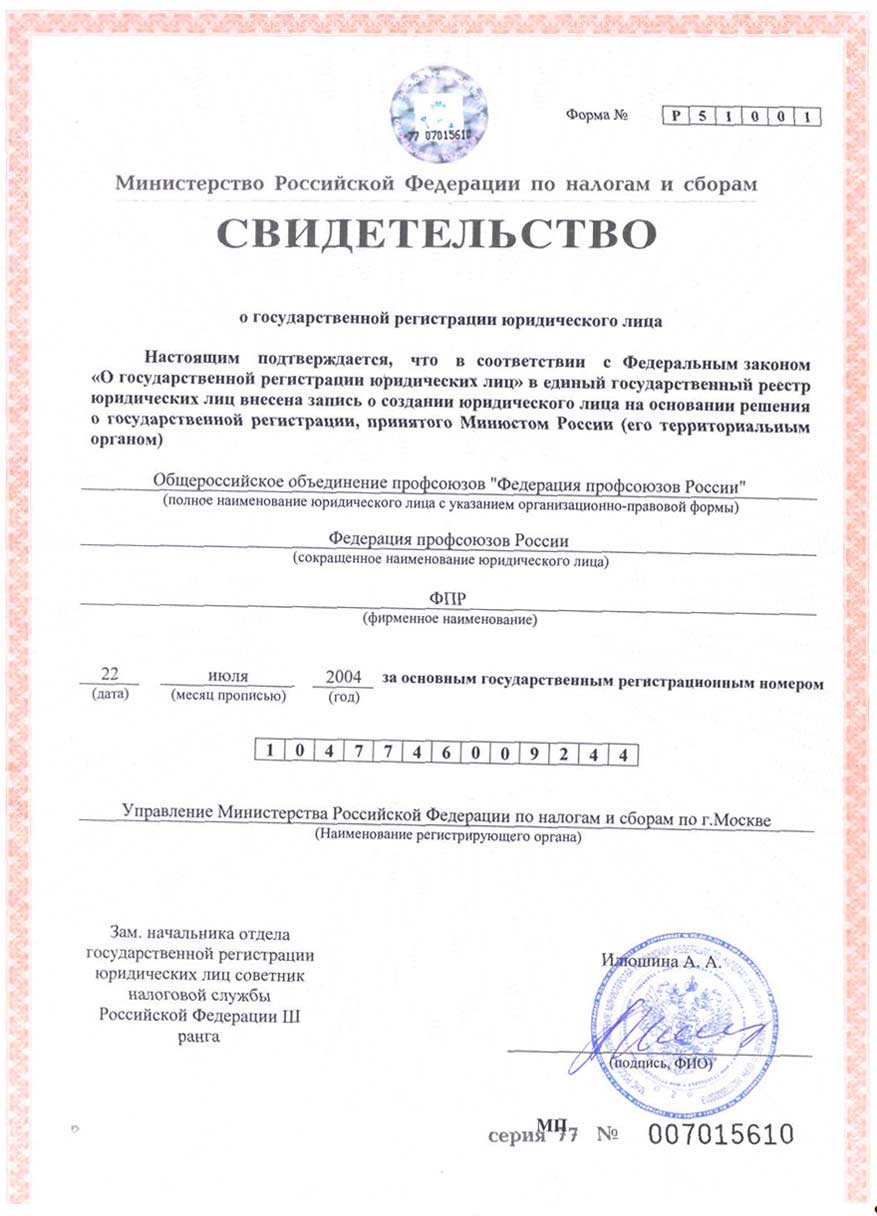 77 07015610
Форма № Р 5 1 0 0 1
Министерство Российской Федерации по налогам и сборам
СВИДЕТЕЛЬСТВО
о государственной регистрации юридического лица
Настоящим подтверждается, что в соответствии с Федеральным законом
«О государственной регистрации юридических лиц» в единый государственный реестр
юридических лиц внесена запись о создании юридического лица на основании решения
о государственной регистрации, принятого Минюстом России (его территориальным
органом)
Общероссийское объединение профсоюзов "Федерация профсоюзов России"
(полное наименование юридического лица с указанием организационно-правовой формы)
Федерация профсоюзов России
(сокращенное наименование юридического лица)
ФПР
(фирменное наименование)
22 июля 2004 за основным государственным регистрационным номером
(дата) (месяц прописью) (год)
1 0 4 7 7 4 6 0 0 9 2 4 4
Управление Министерства Российской Федерации по налогам и сборам по г.Москве
(Наименование регистрирующего органа)
Зам. начальника отдела
государственной регистрации
юридических лиц советник
налоговой службы
Российской Федерации Ш
ранга
Илюшина А. А.
(подпись, ФИО)
МП
серия 77 № 007015610